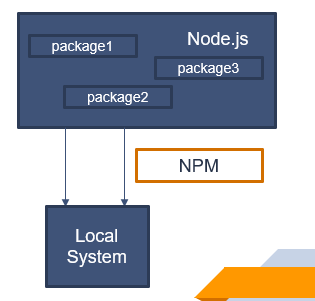 Node.js
package1
package3
package2
NPM
Local
System